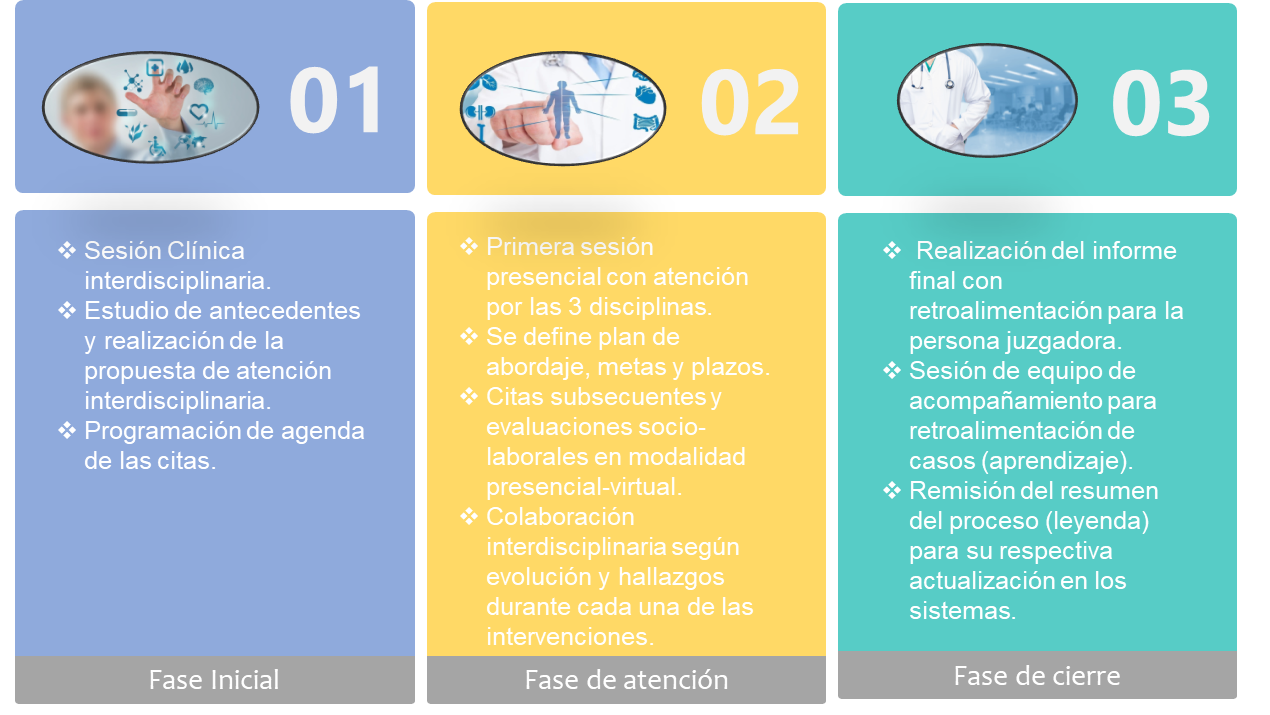 01
❖ Sesión Clínica
interdisciplinaria.
❖ Estudio de antecedentes
y realización de la
propuesta de atención
interdisciplinaria.
❖ Programación de agenda
de las citas.
Fase Inicial
02
❖ Primera sesión
presencial con atención
por las 3 disciplinas.
❖ Se define plan de
abordaje, metas y plazos.
❖ Citas subsecuentes y
evaluaciones socio-
laborales en modalidad
presencial-virtual.
❖ Colaboración
interdisciplinaria según
evolución y hallazgos
durante cada una de las
intervenciones.
Fase de atención
03
❖ Realización del informe
final con
retroalimentación para la
persona juzgadora.
❖ Sesión de equipo de
acompañamiento para
retroalimentación de
casos (aprendizaje).
❖ Remisión del resumen
del proceso (leyenda)
para su respectiva
actualización en los
sistemas.
Fase de cierre